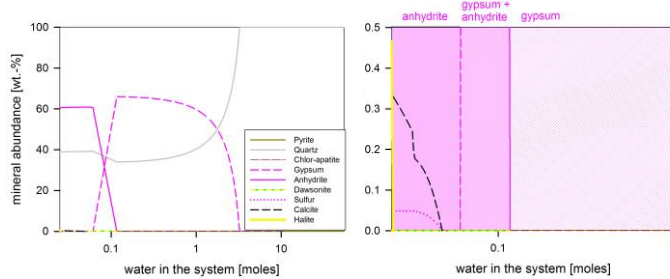 anhydrite
gypsum +
anhydrite
gypsum
mineral abundance [wt.-%]
100
80
60
40
20
0
Pyrite
Quartz
Chlor-apatite
Gypsum
Anhydrite
Dawsonite
Sulfur
Calcite
Halite
0.1
1
10
water in the system [moles]
0.5
0.4
0.3
0.2
0.1
0.0
0.1
water in the system [moles]